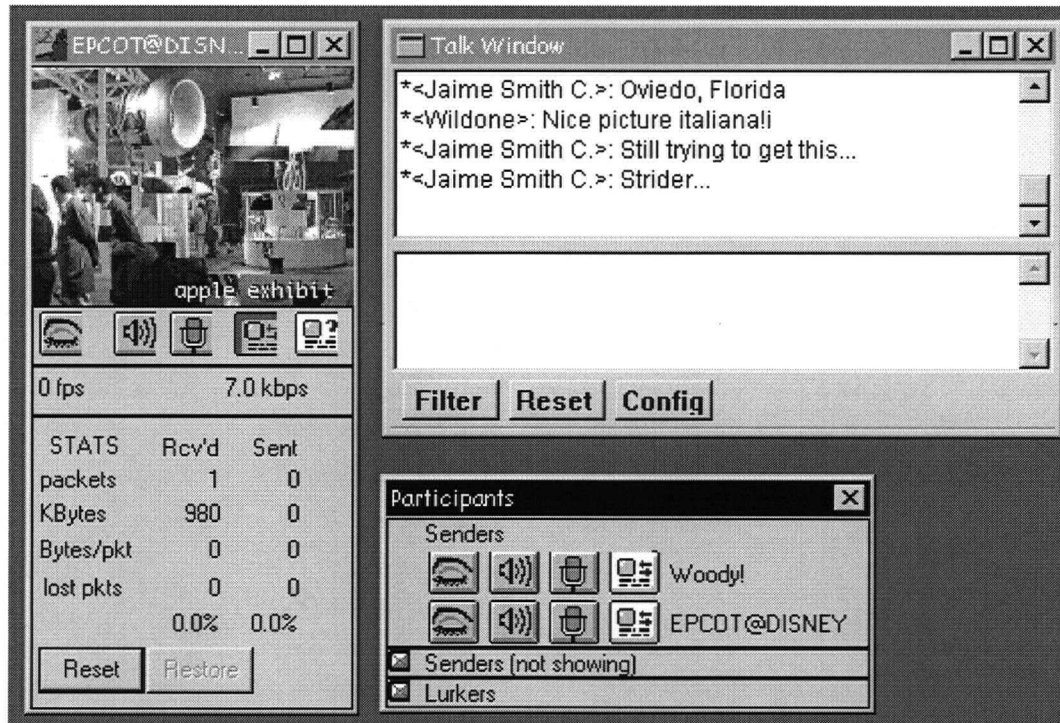 EPCOT@DISN...
apple exhibit
0 fps 7.0 kbps
STATS Rcv'd Sent
packets 1 0
KBytes 980 0
Bytes/pkt 0 0
lost pkts 0 0
0.0% 0.0%
Reset Restore
Talk Window
*<Jaime Smith C.>: Oviedo, Florida
*<Wildone>: Nice picture italiana!i
*<Jaime Smith C.>: Still trying to get this...
*<Jaime Smith C.>: Strider...
Filter Reset Config
Participants
Senders
Woody!
EPCOT@DISNEY
Senders (not showing)
Lurkers